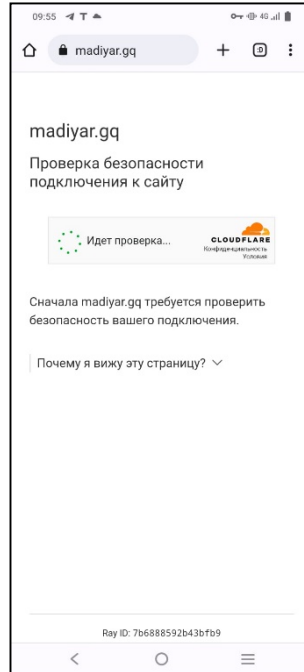 09:55
4G
madiyar.gq
:D
madiyar.gq
Проверка безопасности
подключения к сайту
Идет проверка...
CLOUDFLARE
Конфиденциальность
Условия
Сначала madiyar.gq требуется проверить
безопасность вашего подключения.
Почему я вижу эту страницу?
Ray ID: 7b6888592b43bfb9